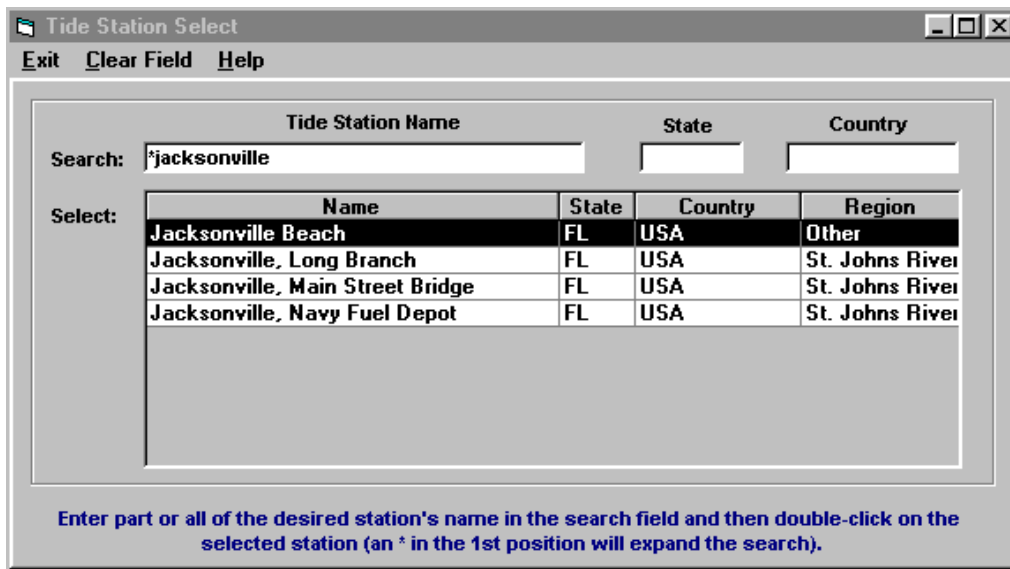 Tide Station Select
Exit Clear Field Help
Tide Station Name State Country
Search: *jacksonville
Select: Name State Country Region
Jacksonville Beach FL USA Other
Jacksonville, Long Branch FL USA St. Johns River
Jacksonville, Main Street Bridge FL USA St. Johns River
Jacksonville, Navy Fuel Depot FL USA St. Johns River
Enter part or all of the desired station's name in the search field and then double-click on the
selected station (an * in the 1st position will expand the search).